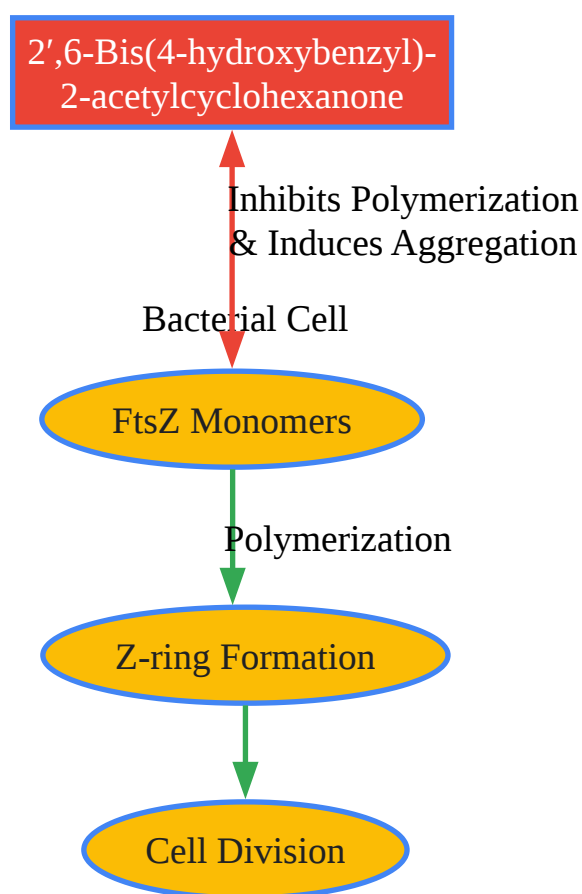 2′,6-Bis(4-hydroxybenzyl)-
2-acetylcyclohexanone
Inhibits Polymerization
& Induces Aggregation
Bacterial Cell
FtsZ Monomers
Polymerization
Z-ring Formation
Cell Division